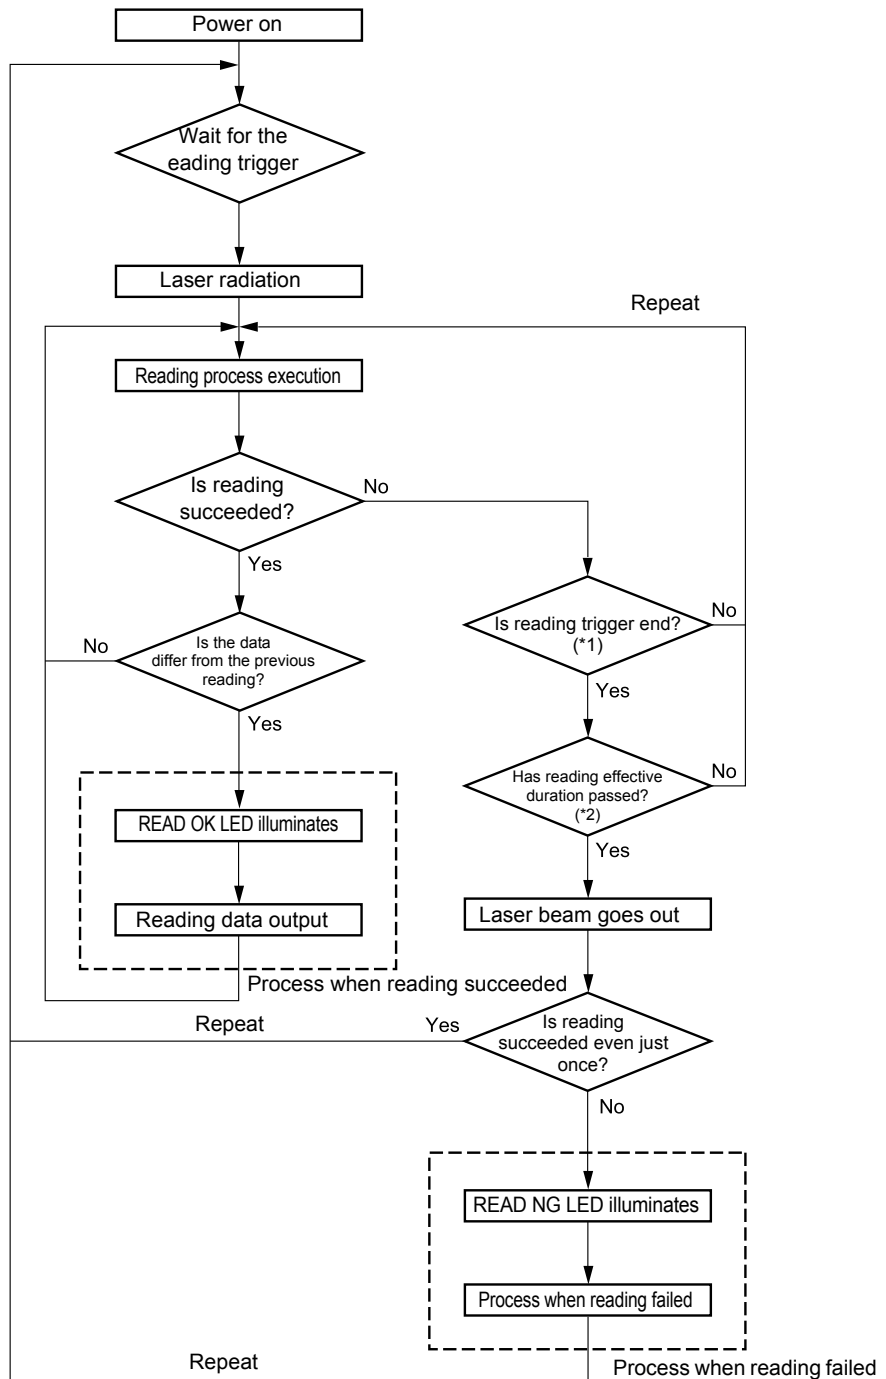 Power on
Wait for the
eading trigger
Laser radiation
Repeat
Reading process execution
Is reading
succeeded?
No
Yes
Is reading trigger end?
(*1)
No
Is the data
differ from the previous
reading?
No
Yes
Yes
Has reading effective
duration passed?
(*2)
No
READ OK LED illuminates
Yes
Reading data output
Laser beam goes out
Process when reading succeeded
Repeat
Yes
Is reading
succeeded even just
once?
No
READ NG LED illuminates
Process when reading failed
Repeat
Process when reading failed